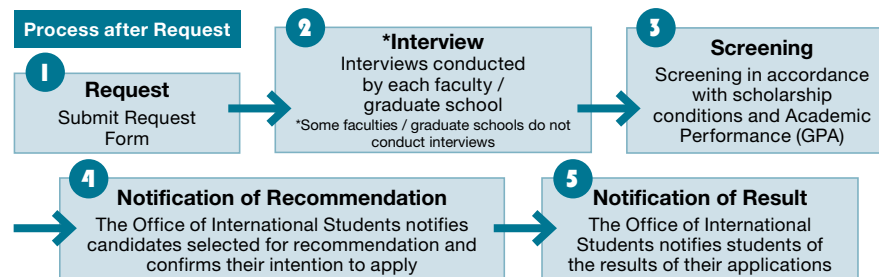 Process after Request
1
Request
Submit Request
Form
2
*Interview
Interviews conducted
by each faculty /
graduate school
*Some faculties / graduate schools do not
conduct interviews
3
Screening
Screening in accordance
with scholarship
conditions and Academic
Performance (GPA)
4
Notification of Recommendation
The Office of International Students notifies
candidates selected for recommendation and
confirms their intention to apply
5
Notification of Result
The Office of International
Students notifies students of
the results of their applications